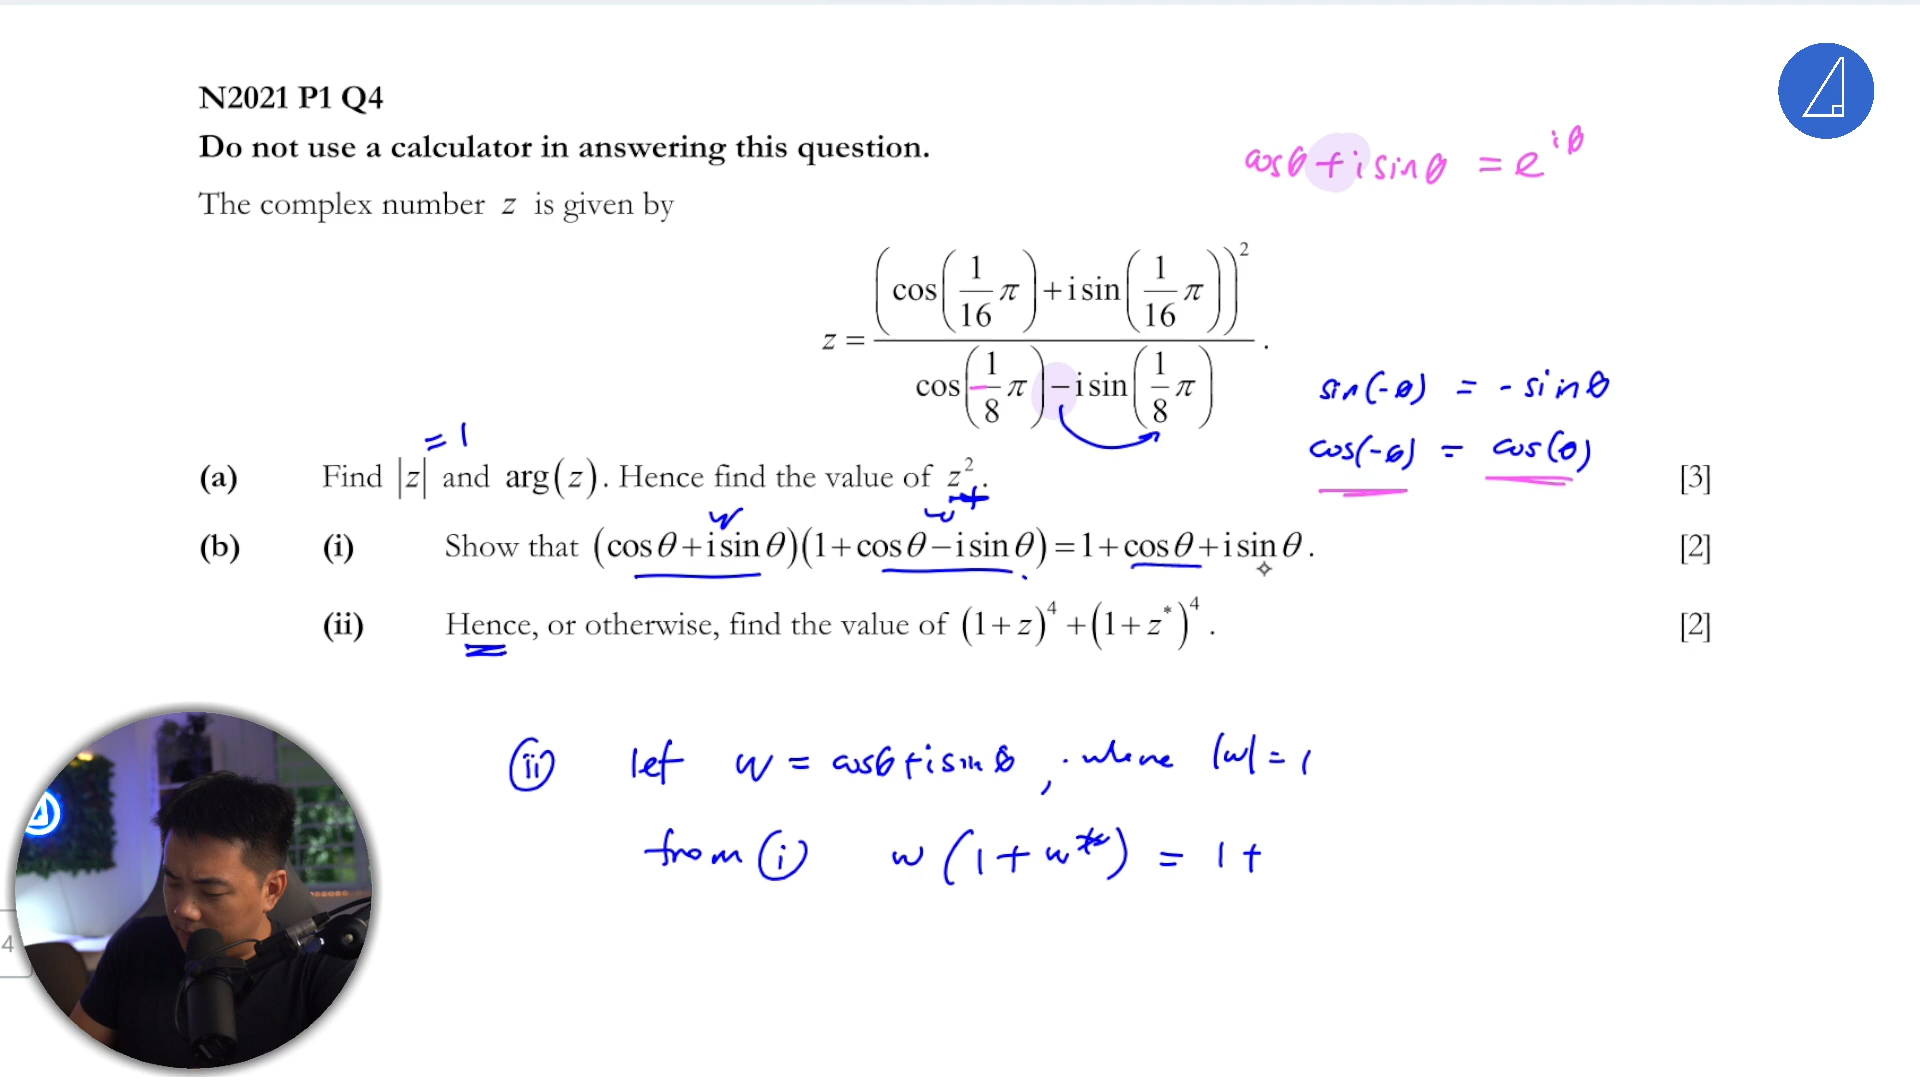 N2021 P1 Q4
Do not use a calculator in answering this question.
cosθ + i sinθ = e^{iθ}
The complex number z is given by
z = (cos(1/16 π) + i sin(1/16 π))^2 / (cos(-1/8 π) − i sin(1/8 π)) .
sin(-θ) = - sinθ
cos(-θ) = cos(θ)
= 1
(a) Find |z| and arg(z). Hence find the value of z^2. [3]
w w*
(b) (i) Show that (cosθ + i sinθ)(1 + cosθ − i sinθ) = 1 + cosθ + i sinθ. [2]
(ii) Hence, or otherwise, find the value of (1+z)^4 + (1+z*)^4. [2]
(ii) let w = cosθ + i sinθ , where |w| = 1
from (i) w (1 + w*) = 1 +
4